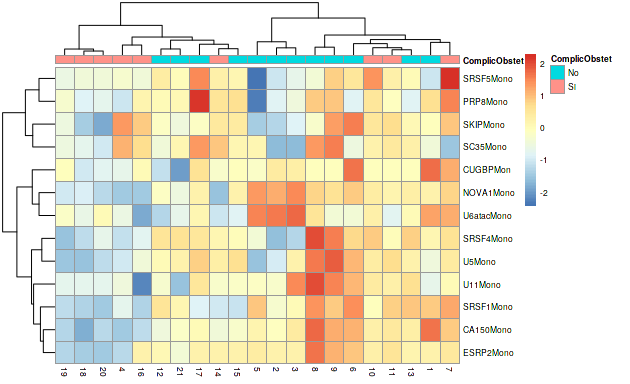 ComplicObstet
SRSF5Mono
PRP8Mono
SKIPMono
SC35Mono
CUGBPMon
NOVA1Mono
U6atacMono
SRSF4Mono
U5Mono
U11Mono
SRSF1Mono
CA150Mono
ESRP2Mono
19 18 20 4 16 12 21 17 14 15 5 2 3 8 9 6 10 11 13 1 7
2
1
0
-1
-2
ComplicObstet
No
SI